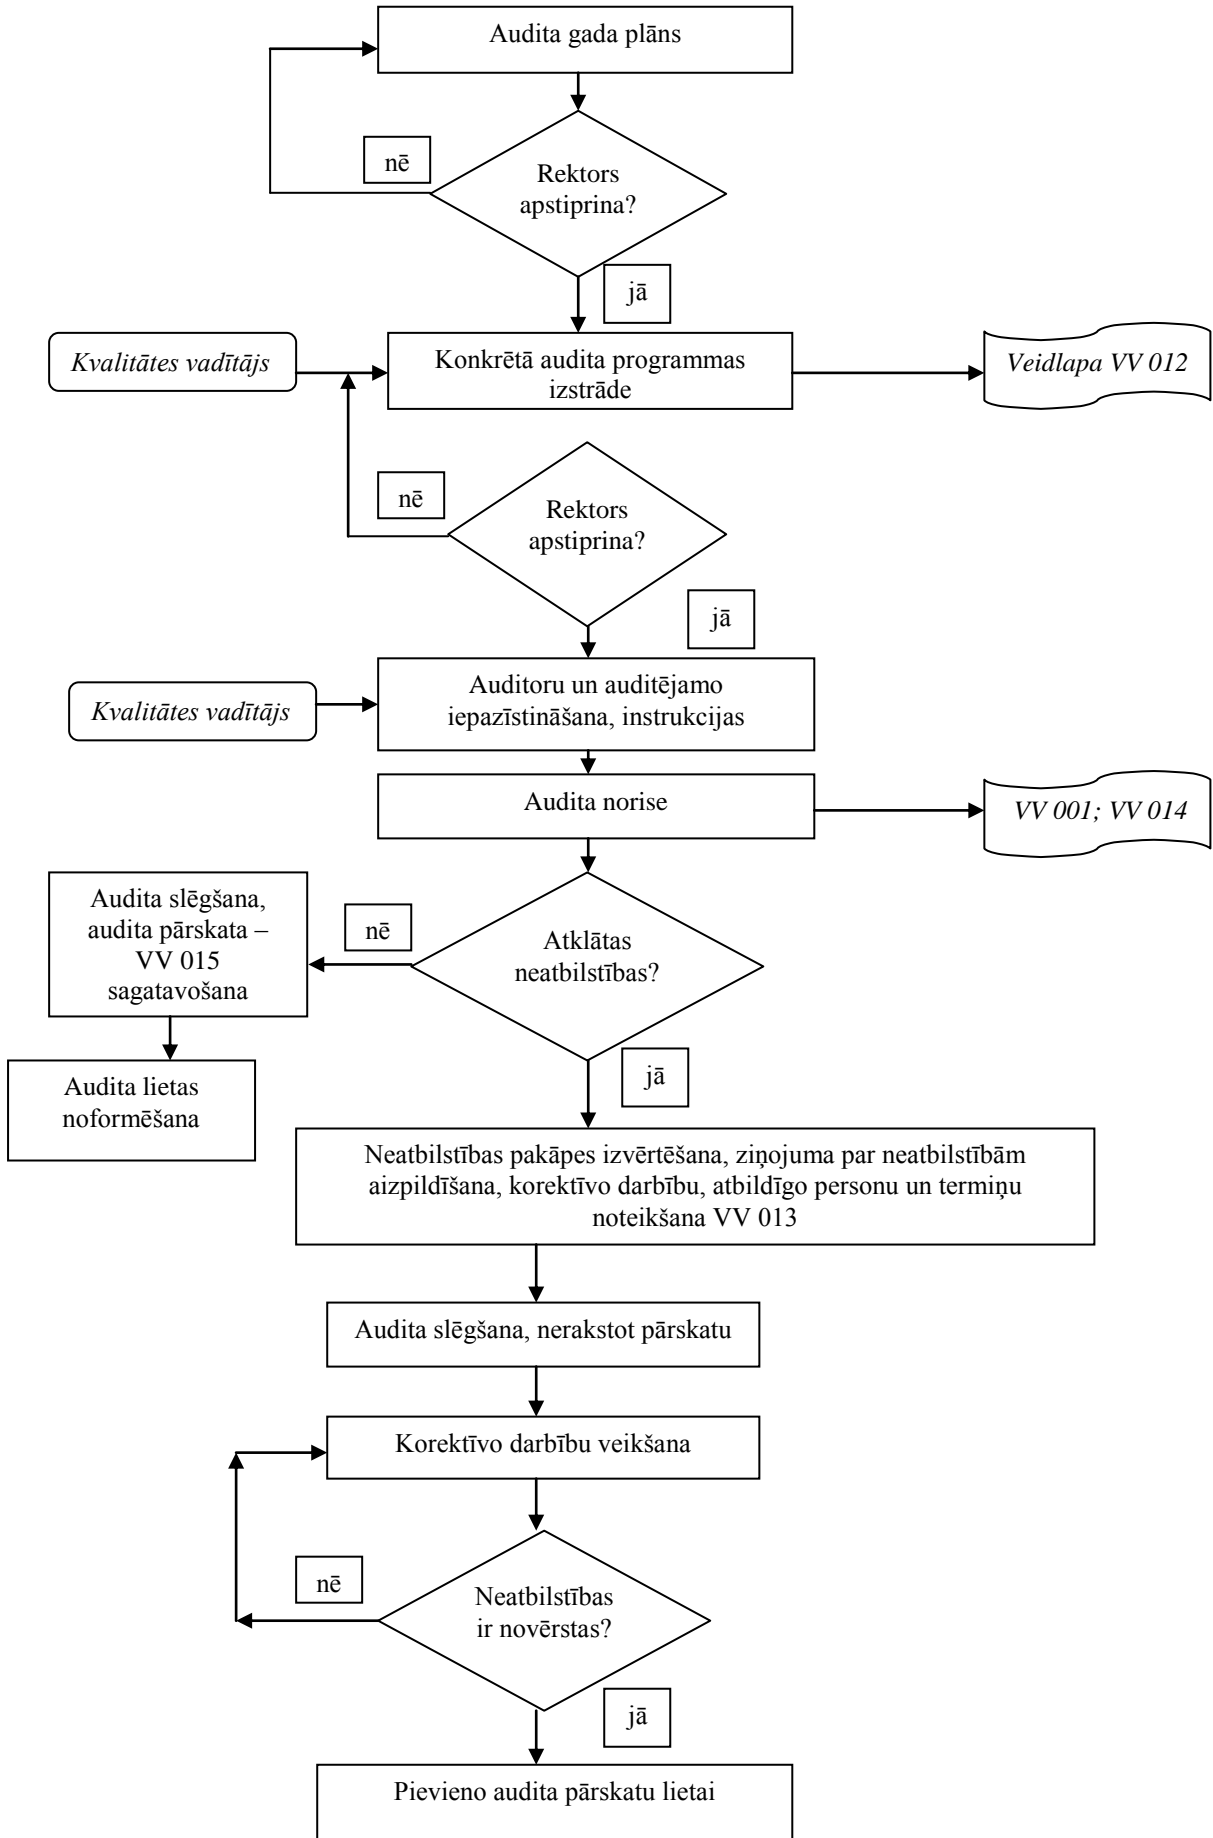 Audita gada plāns
nē
Rektors
apstiprina?
jā
Kvalitātes vadītājs
Konkrētā audita programmas
izstrāde
Veidlapa VV 012
nē
Rektors
apstiprina?
jā
Kvalitātes vadītājs
Auditoru un auditējamo
iepazīstināšana, instrukcijas
Audita norise
VV 001; VV 014
Audita slēgšana,
audita pārskata –
VV 015
sagatavošana
nē
Atklātas
neatbilstības?
jā
Audita lietas
noformēšana
Neatbilstības pakāpes izvērtēšana, ziņojuma par neatbilstībām
aizpildīšana, korektīvo darbību, atbildīgo personu un termiņu
noteikšana VV 013
Audita slēgšana, nerakstot pārskatu
Korektīvo darbību veikšana
nē
Neatbilstības
ir novērstas?
jā
Pievieno audita pārskatu lietai